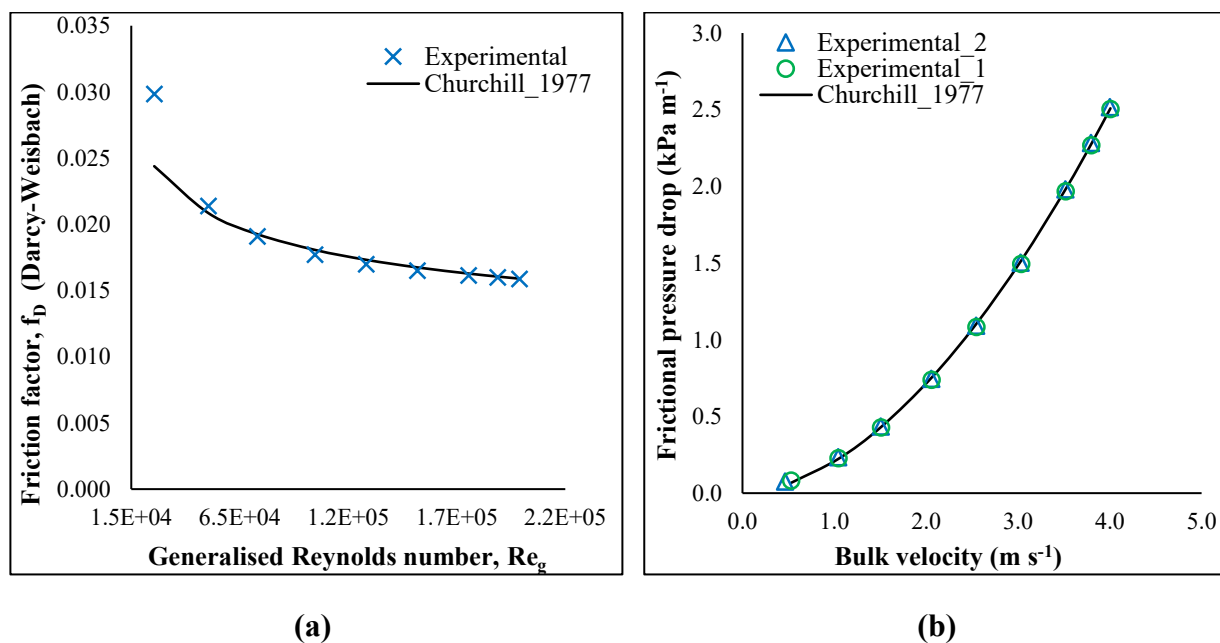 0.035
0.030
0.025
0.020
0.015
0.010
0.005
0.000
Friction factor, f_D (Darcy-Weisbach)
Experimental
Churchill_1977
1.5E+04 6.5E+04 1.2E+05 1.7E+05 2.2E+05
Generalised Reynolds number, Re_g
(a)
3.0
2.5
2.0
1.5
1.0
0.5
0.0
Frictional pressure drop (kPa m⁻¹)
Experimental_2
Experimental_1
Churchill_1977
0.0 1.0 2.0 3.0 4.0 5.0
Bulk velocity (m s⁻¹)
(b)